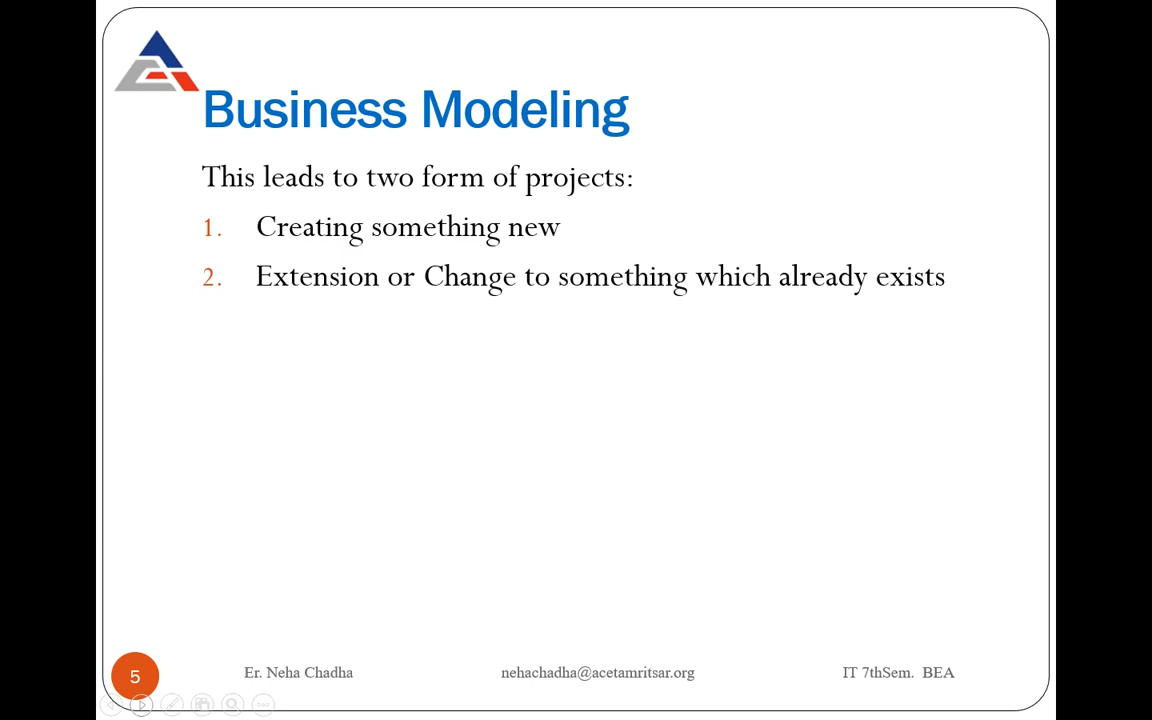 Business Modeling
This leads to two form of projects:
1. Creating something new
2. Extension or Change to something which already exists
5 Er. Neha Chadha nehachadha@acetamritsar.org IT 7thSem. BEA